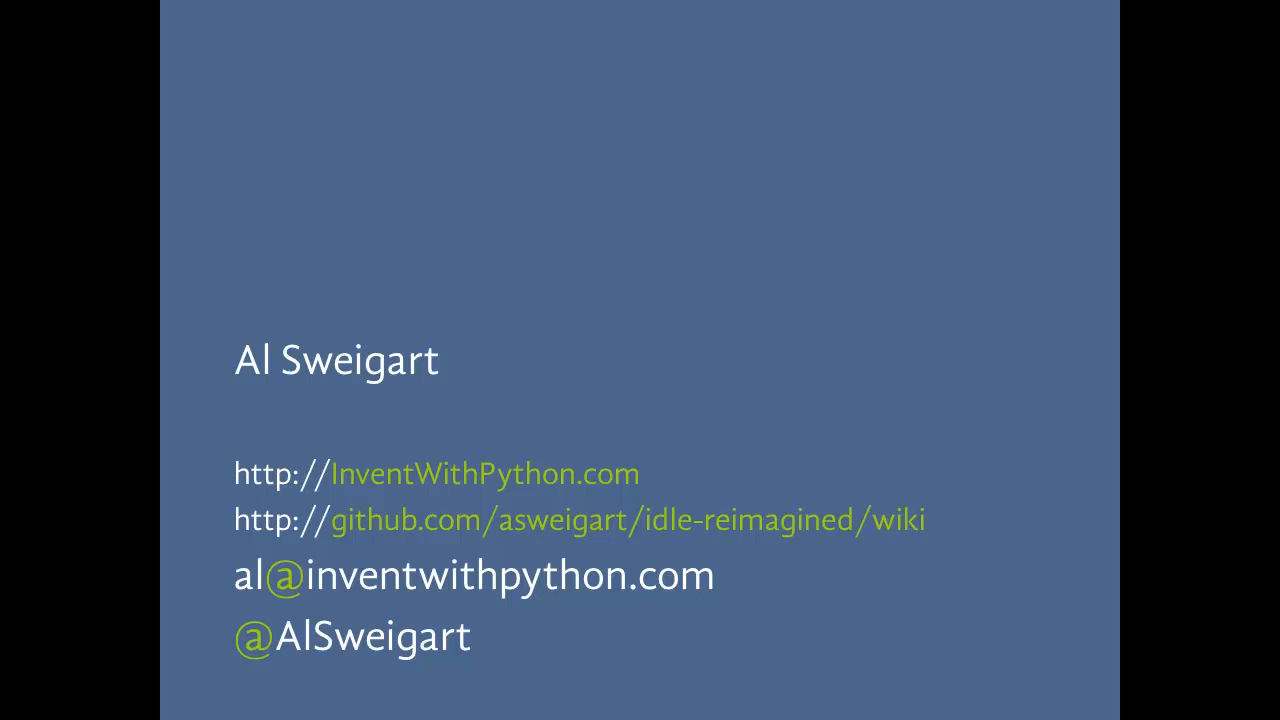 Al Sweigart
http://InventWithPython.com
http://github.com/asweigart/idle-reimagined/wiki
al@inventwithpython.com
@AlSweigart